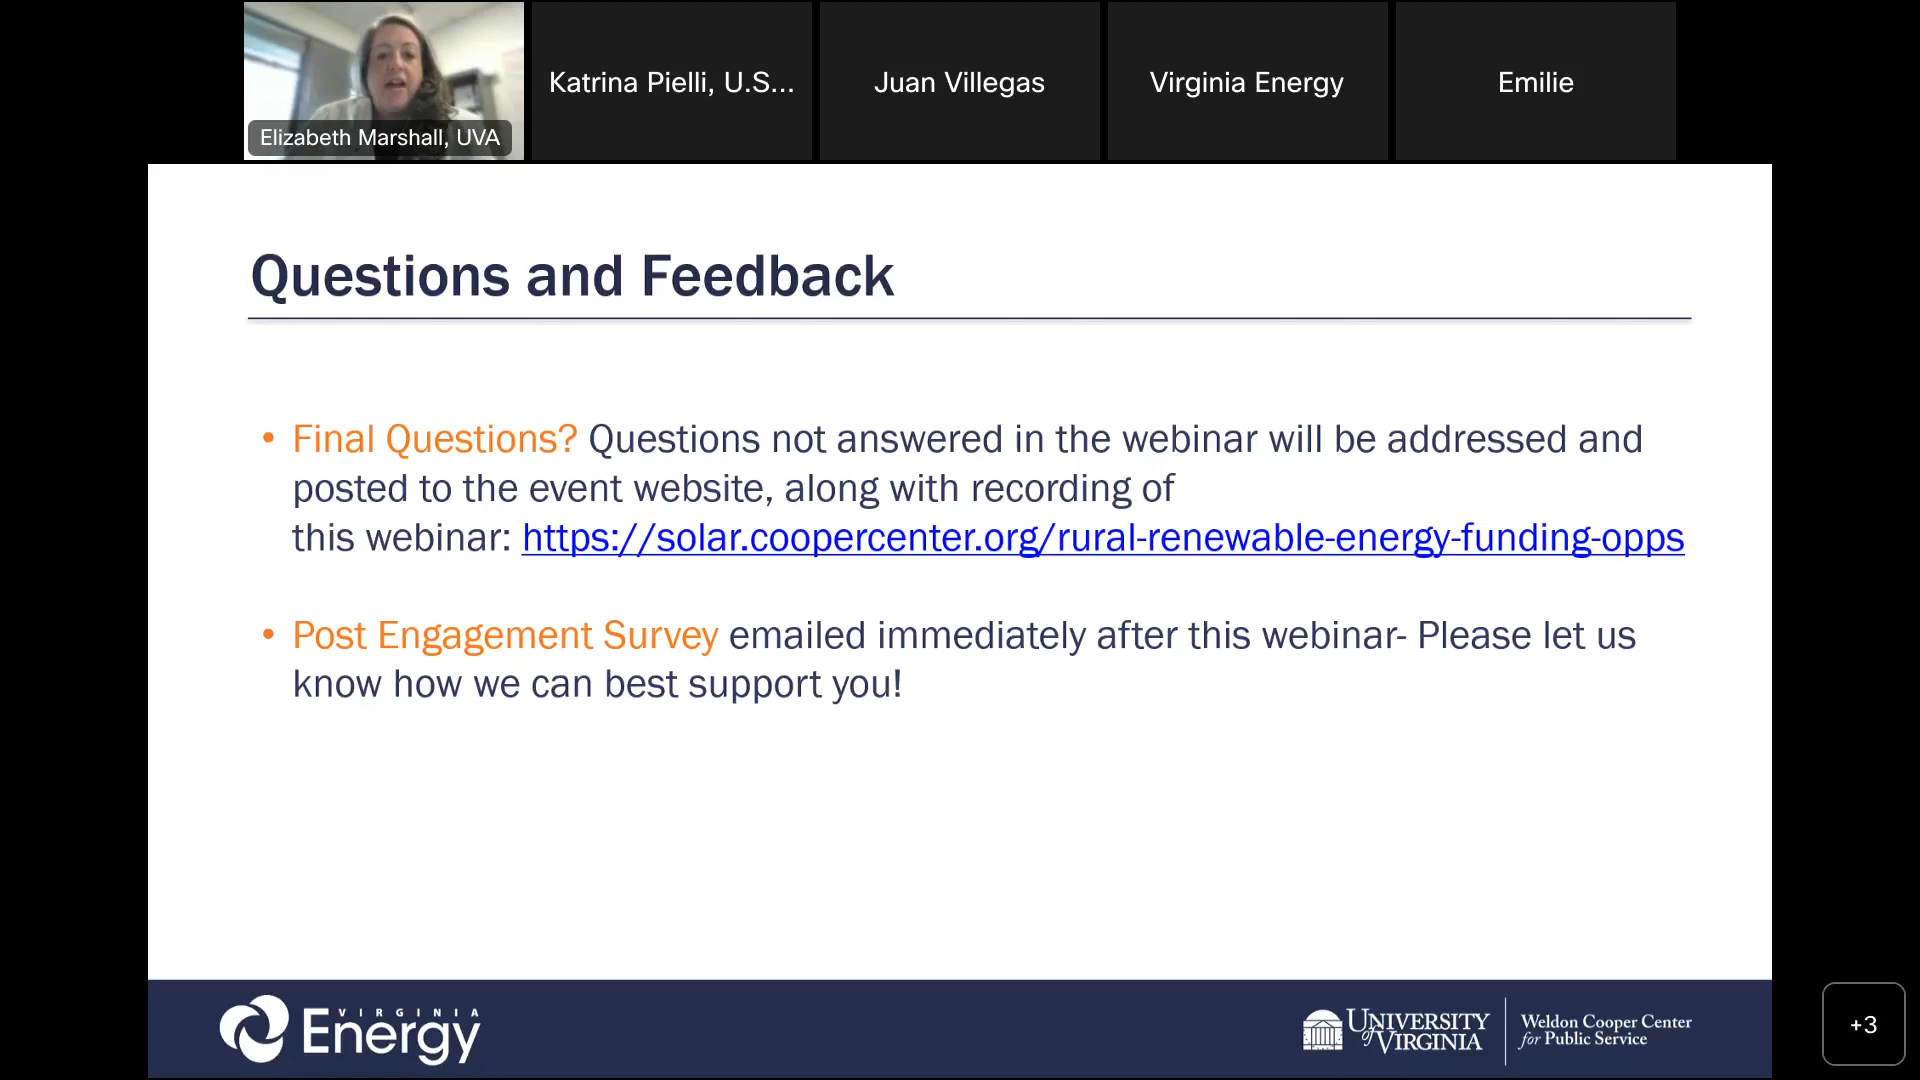 Elizabeth Marshall, UVA
Katrina Pielli, U.S...
Juan Villegas
Virginia Energy
Emilie
Questions and Feedback
• Final Questions? Questions not answered in the webinar will be addressed and
posted to the event website, along with recording of
this webinar: https://solar.coopercenter.org/rural-renewable-energy-funding-opps
• Post Engagement Survey emailed immediately after this webinar- Please let us
know how we can best support you!
VIRGINIA
Energy
UNIVERSITY
of VIRGINIA
Weldon Cooper Center
for Public Service
+3